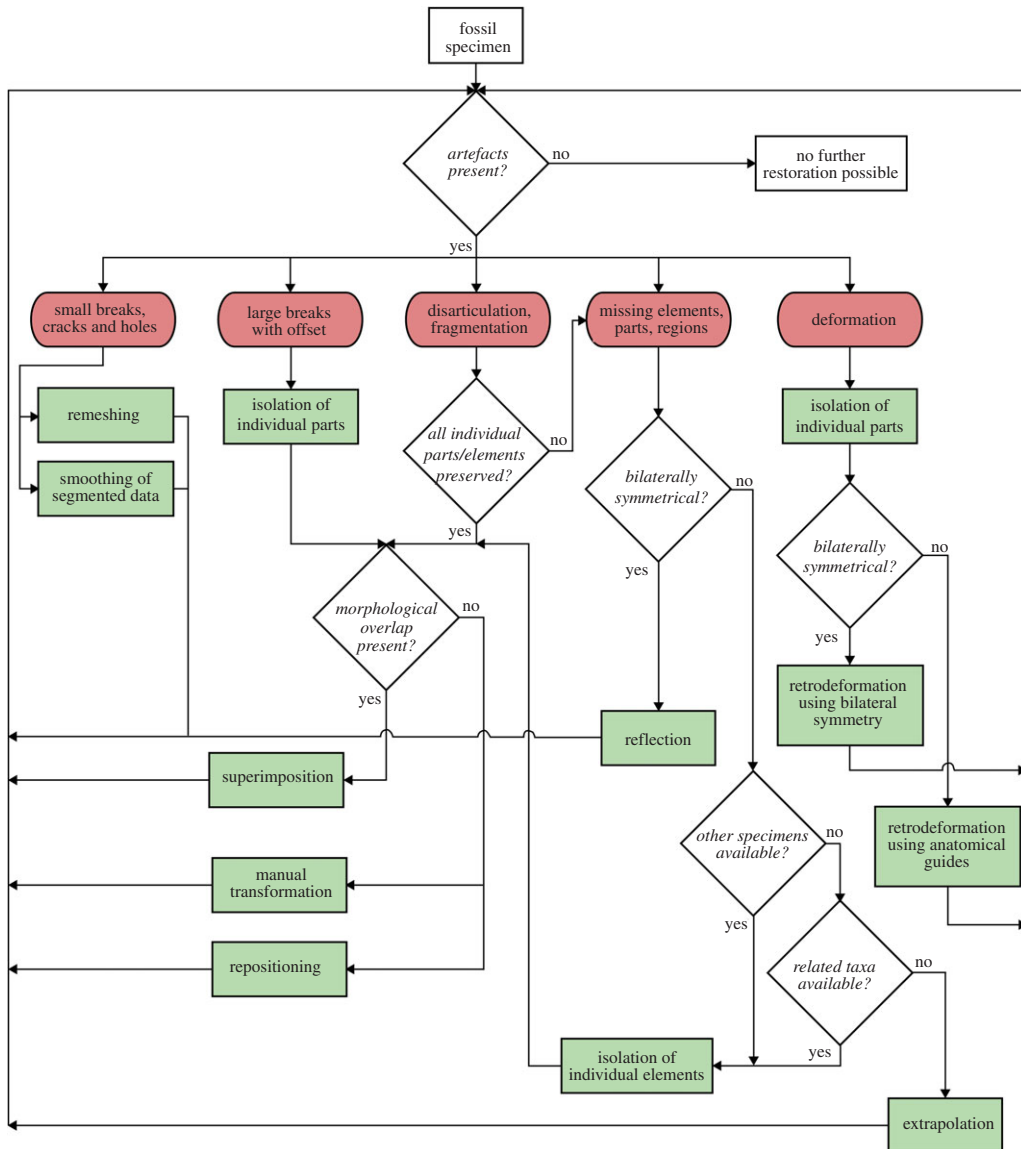 fossil
specimen
artefacts
present?
no
no further
restoration possible
yes
small breaks,
cracks and holes
large breaks
with offset
disarticulation,
fragmentation
missing elements,
parts, regions
deformation
remeshing
smoothing of
segmented data
isolation of
individual parts
all individual
parts/elements
preserved?
no
yes
bilaterally
symmetrical?
no
yes
isolation of
individual parts
bilaterally
symmetrical?
no
yes
morphological
overlap
present?
no
yes
retrodeformation
using bilateral
symmetry
reflection
superimposition
other specimens
available?
no
yes
retrodeformation
using anatomical
guides
manual
transformation
repositioning
related taxa
available?
no
yes
isolation of
individual elements
extrapolation